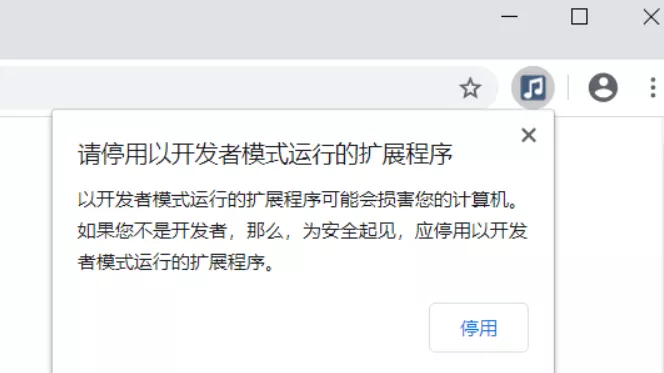 请停用以开发者模式运行的扩展程序
以开发者模式运行的扩展程序可能会损害您的计算机。
如果您不是开发者，那么，为安全起见，应停用以开发
者模式运行的扩展程序。
停用